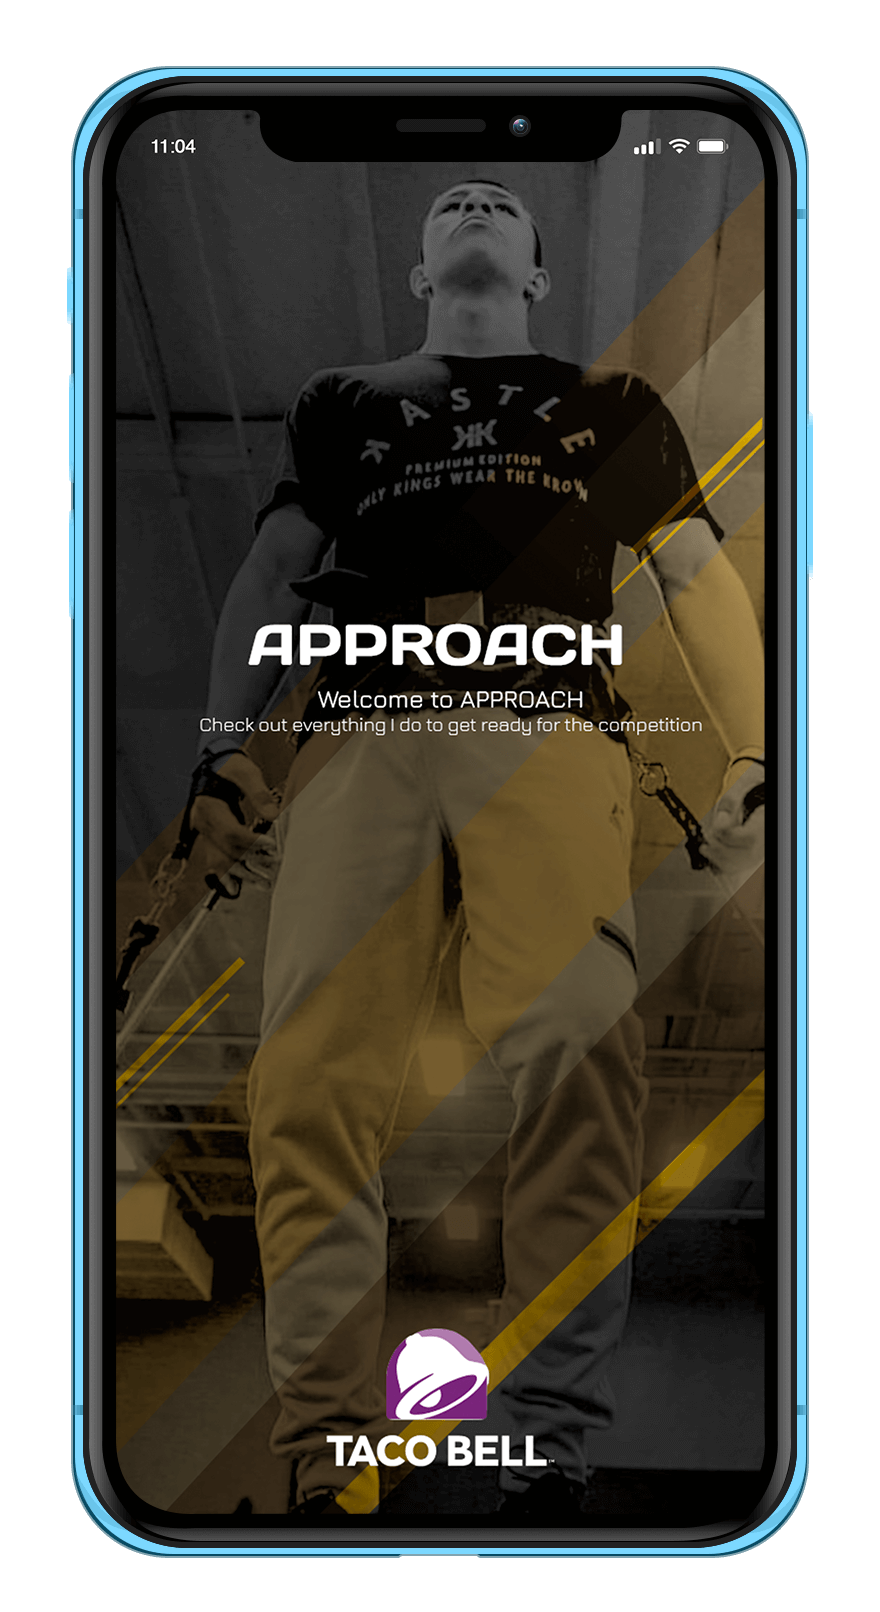 11:04
KASTLE
KK
PREMIUM EDITION
ONLY KINGS WEAR THE KROWN
APPROACH
Welcome to APPROACH
Check out everything I do to get ready for the competition
TACO BELL